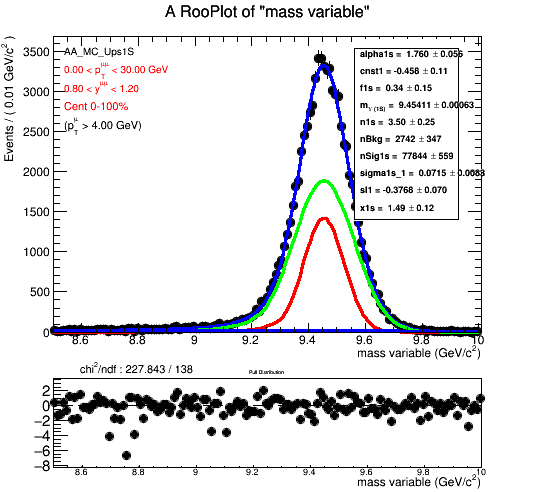 A RooPlot of "mass variable"
Events / ( 0.01 GeV/c² )
3500
3000
2500
2000
1500
1000
500
0
AA_MC_Ups1S
0.00 < p_T^μμ < 30.00 GeV
0.80 < y^μμ < 1.20
Cent 0-100%
(p_T^μ > 4.00 GeV)
alpha1s = 1.760 ± 0.056
cnst1 = -0.458 ± 0.11
f1s = 0.34 ± 0.15
m_Υ (1S) = 9.45411 ± 0.00063
n1s = 3.50 ± 0.25
nBkg = 2742 ± 347
nSig1s = 77844 ± 559
sigma1s_1 = 0.0715 ± 0.0083
sl1 = -0.3768 ± 0.070
x1s = 1.49 ± 0.12
8.6 8.8 9 9.2 9.4 9.6 9.8 10
mass variable (GeV/c²)
chi²/ndf : 227.843 / 138
Pull Distribution
2
0
−2
−4
−6
−8
8.6 8.8 9 9.2 9.4 9.6 9.8 10
mass variable (GeV/c²)